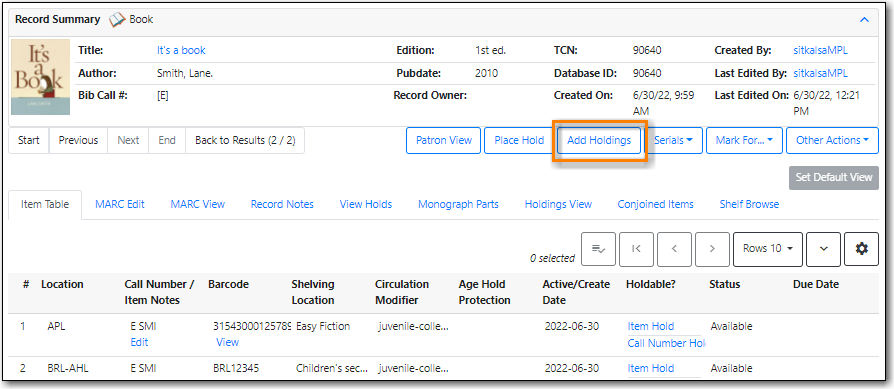 Record Summary Book
Title: It's a book Edition: 1st ed. TCN: 90640 Created By: sitkaisaMPL
Author: Smith, Lane. Pubdate: 2010 Database ID: 90640 Last Edited By: sitkaisaMPL
Bib Call #: [E] Record Owner: Created On: 6/30/22, 9:59 AM Last Edited On: 6/30/22, 12:21 PM
It's
a
Book
Start Previous Next End Back to Results (2 / 2) Patron View Place Hold Add Holdings Serials Mark For... Other Actions
Set Default View
Item Table MARC Edit MARC View Record Notes View Holds Monograph Parts Holdings View Conjoined Items Shelf Browse
0 selected Rows 10
# Location Call Number / Item Notes Barcode Shelving Location Circulation Modifier Age Hold Protection Active/Create Date Holdable? Status Due Date
1 APL E SMI 31543000125789 Easy Fiction juvenile-colle... 2022-06-30 Item Hold Available
Edit View Call Number Hol
2 BRL-AHL E SMI BRL12345 Children's sec... juvenile-colle... 2022-06-30 Item Hold Available